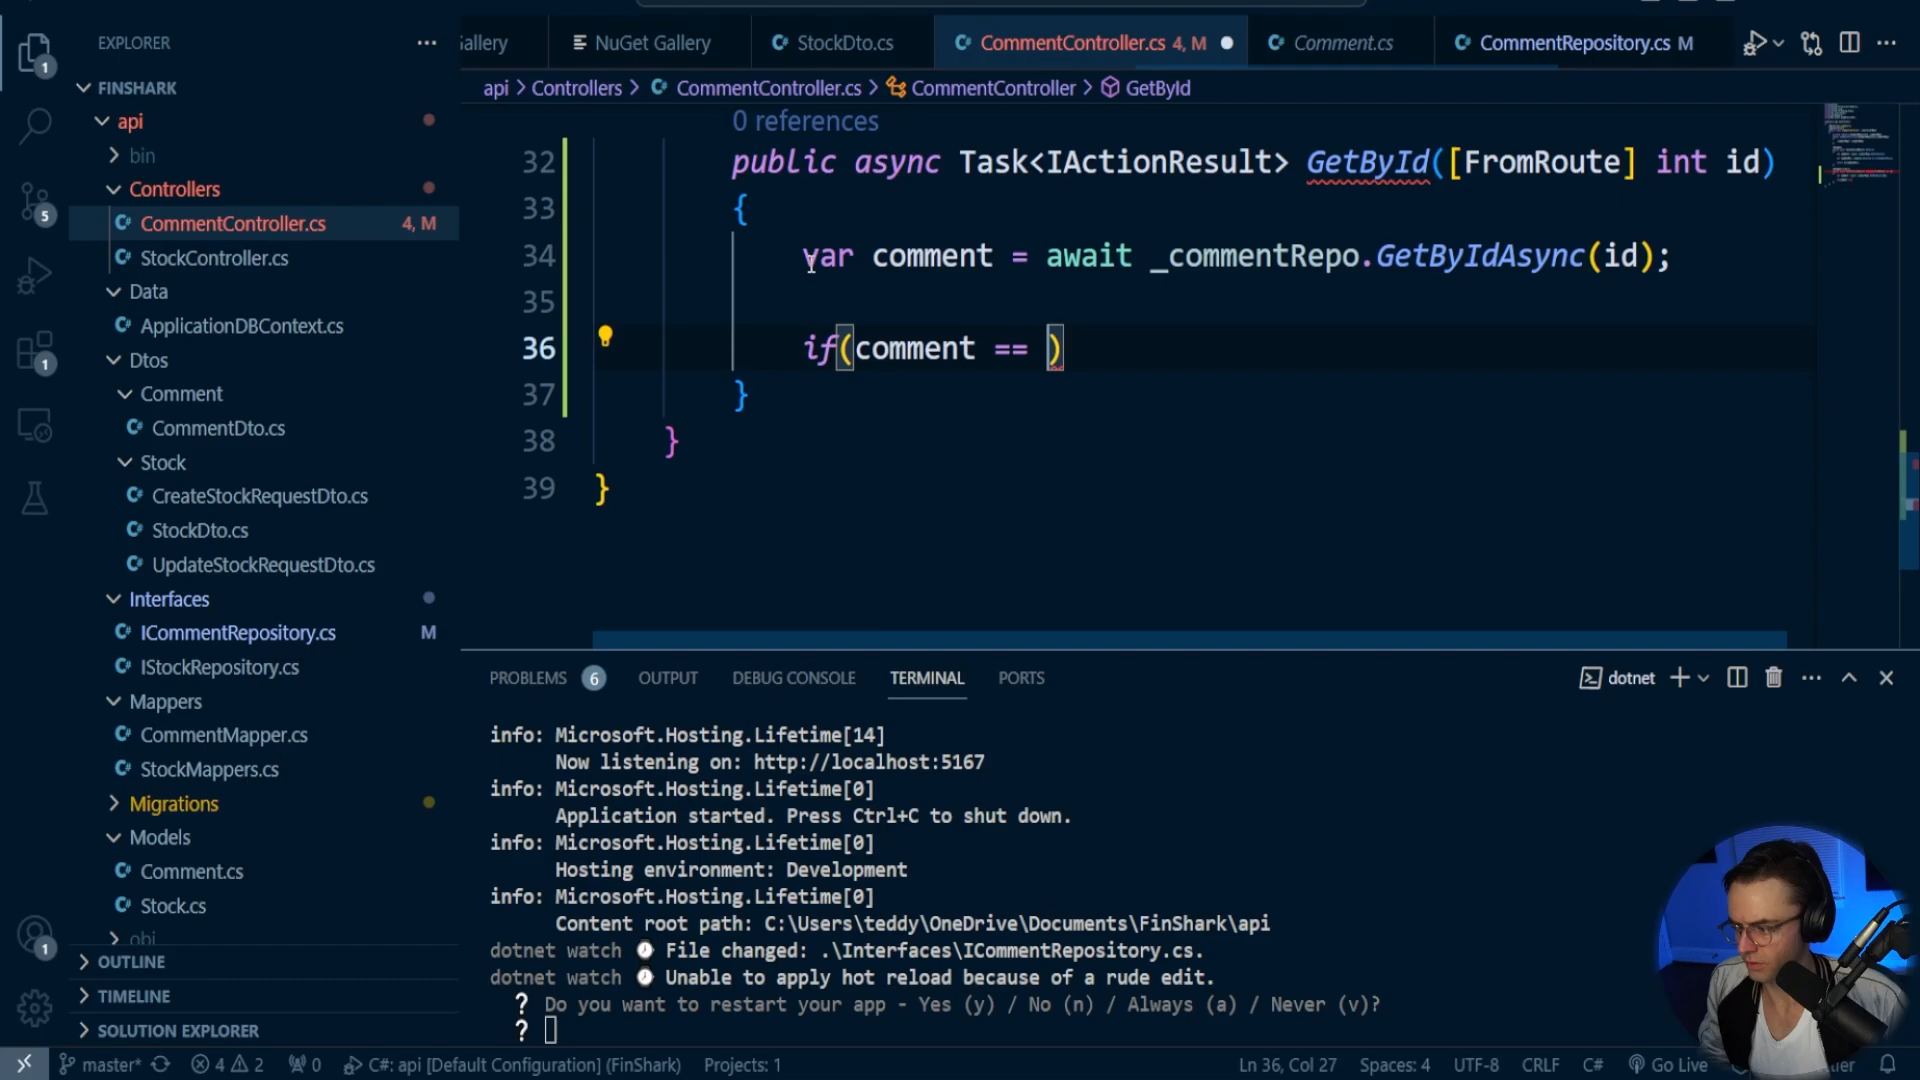 EXPLORER
FINSHARK
api
bin
Controllers
CommentController.cs 4, M
StockController.cs
Data
ApplicationDBContext.cs
Dtos
Comment
CommentDto.cs
Stock
CreateStockRequestDto.cs
StockDto.cs
UpdateStockRequestDto.cs
Interfaces
ICommentRepository.cs M
IStockRepository.cs
Mappers
CommentMapper.cs
StockMappers.cs
Migrations
Models
Comment.cs
Stock.cs
obj
OUTLINE
TIMELINE
SOLUTION EXPLORER
1
5
1
1
Gallery NuGet Gallery StockDto.cs CommentController.cs 4, M Comment.cs CommentRepository.cs M
api > Controllers > CommentController.cs > CommentController > GetById
0 references
32 public async Task<IActionResult> GetById([FromRoute] int id)
33 {
34 var comment = await _commentRepo.GetByIdAsync(id);
35
36 if(comment == )
37 }
38 }
39 }
PROBLEMS 6 OUTPUT DEBUG CONSOLE TERMINAL PORTS dotnet
info: Microsoft.Hosting.Lifetime[14]
Now listening on: http://localhost:5167
info: Microsoft.Hosting.Lifetime[0]
Application started. Press Ctrl+C to shut down.
info: Microsoft.Hosting.Lifetime[0]
Hosting environment: Development
info: Microsoft.Hosting.Lifetime[0]
Content root path: C:\Users\teddy\OneDrive\Documents\FinShark\api
dotnet watch File changed: .\Interfaces\ICommentRepository.cs.
dotnet watch Unable to apply hot reload because of a rude edit.
? Do you want to restart your app - Yes (y) / No (n) / Always (a) / Never (v)?
?
master* 4 2 0 C#: api [Default Configuration] (FinShark) Projects: 1 Ln 36, Col 27 Spaces: 4 UTF-8 CRLF C# Go Live